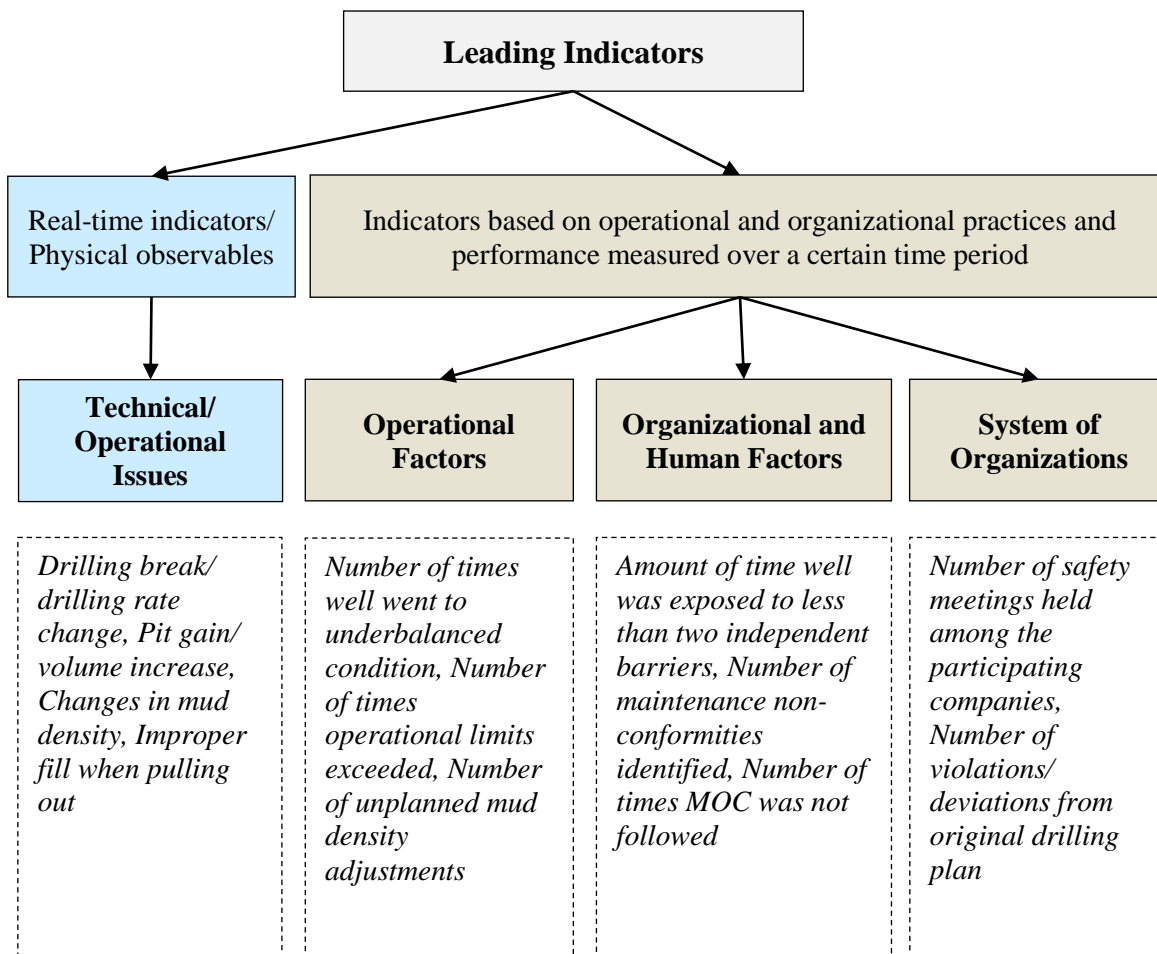 Leading Indicators
Real-time indicators/
Physical observables
Indicators based on operational and organizational practices and
performance measured over a certain time period
Technical/
Operational
Issues
Operational
Factors
Organizational and
Human Factors
System of
Organizations
Drilling break/
drilling rate
change, Pit gain/
volume increase,
Changes in mud
density, Improper
fill when pulling
out
Number of times
well went to
underbalanced
condition, Number
of times
operational limits
exceeded, Number
of unplanned mud
density
adjustments
Amount of time well
was exposed to less
than two independent
barriers, Number of
maintenance non-
conformities
identified, Number of
times MOC was not
followed
Number of safety
meetings held
among the
participating
companies,
Number of
violations/
deviations from
original drilling
plan